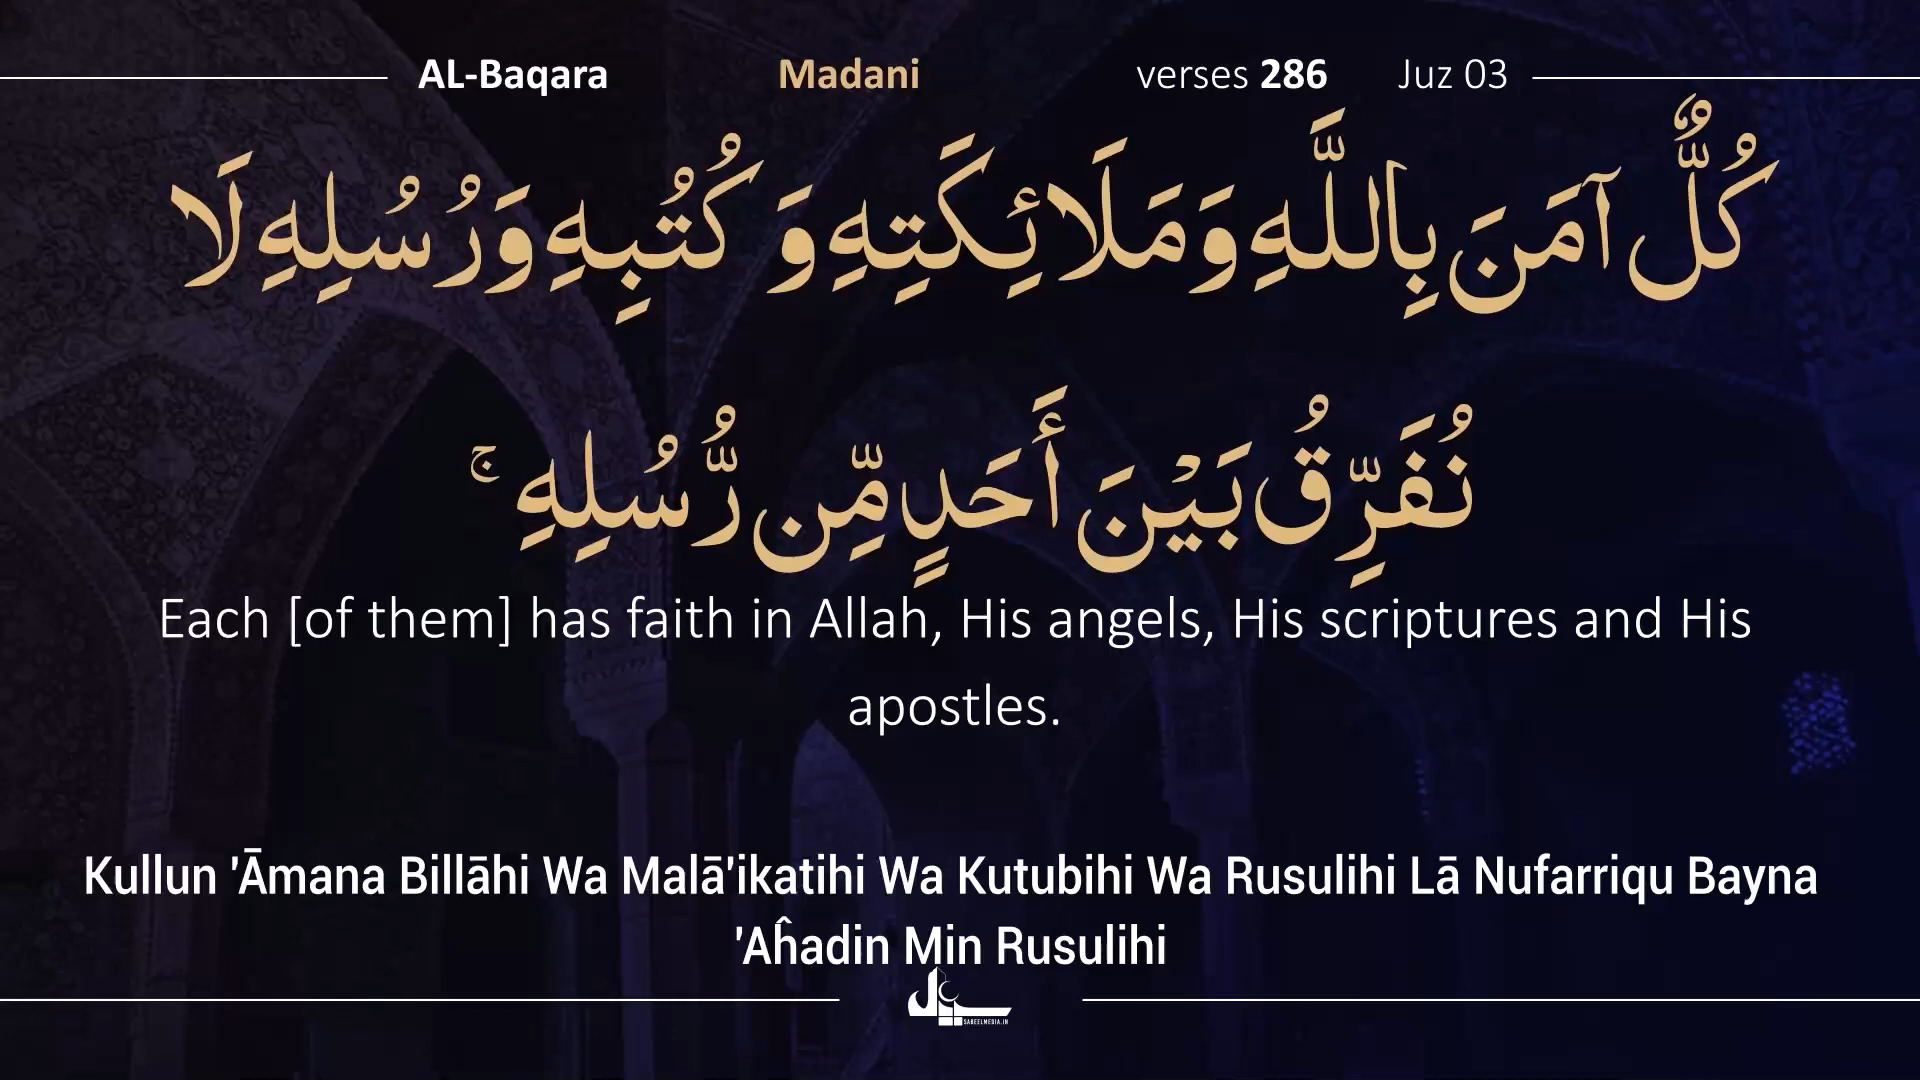 AL-Baqara Madani verses 286 Juz 03
كُلٌّ آمَنَ بِاللَّهِ وَمَلَائِكَتِهِ وَكُتُبِهِ وَرُسُلِهِ لَا
نُفَرِّقُ بَيْنَ أَحَدٍ مِّن رُّسُلِهِ ۚ
Each [of them] has faith in Allah, His angels, His scriptures and His
apostles.
Kullun 'Āmana Billāhi Wa Malā'ikatihi Wa Kutubihi Wa Rusulihi Lā Nufarriqu Bayna
'Aĥadin Min Rusulihi
SABEELMEDIA.IN